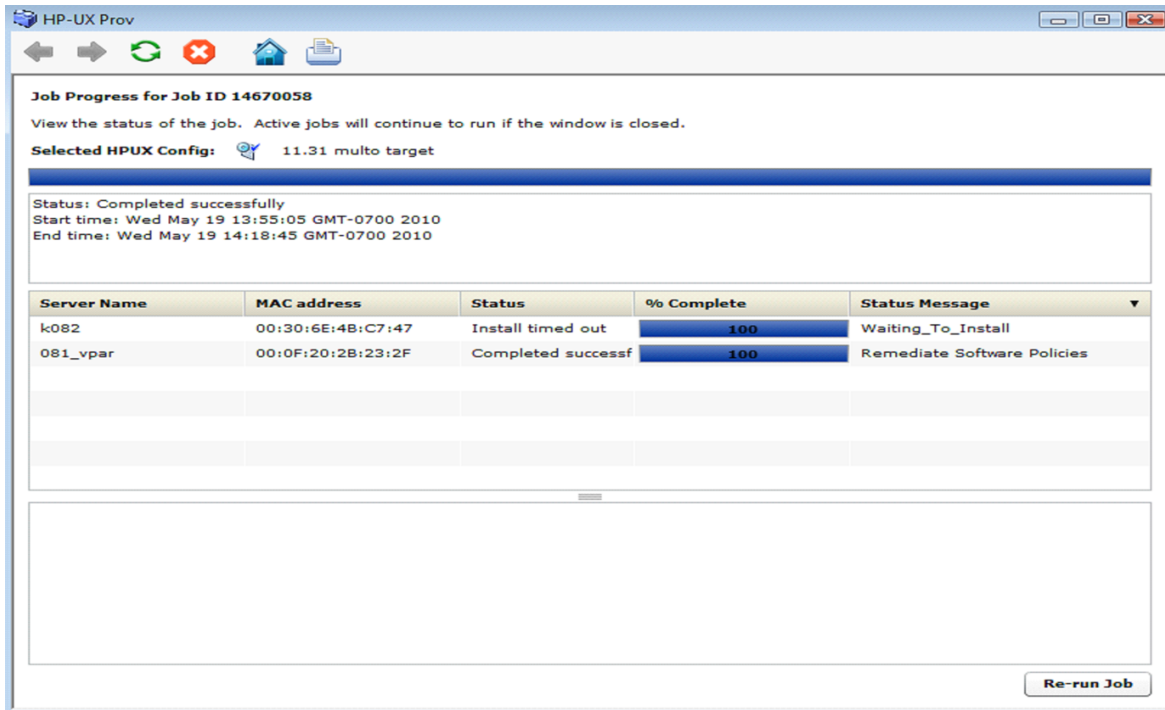 HP-UX Prov
Job Progress for Job ID 14670058
View the status of the job. Active jobs will continue to run if the window is closed.
Selected HPUX Config: 11.31 multo target
Status: Completed successfully
Start time: Wed May 19 13:55:05 GMT-0700 2010
End time: Wed May 19 14:18:45 GMT-0700 2010
Server Name MAC address Status % Complete Status Message
k082 00:30:6E:4B:C7:47 Install timed out 100 Waiting_To_Install
081_vpar 00:0F:20:2B:23:2F Completed successf 100 Remediate Software Policies
Re-run Job